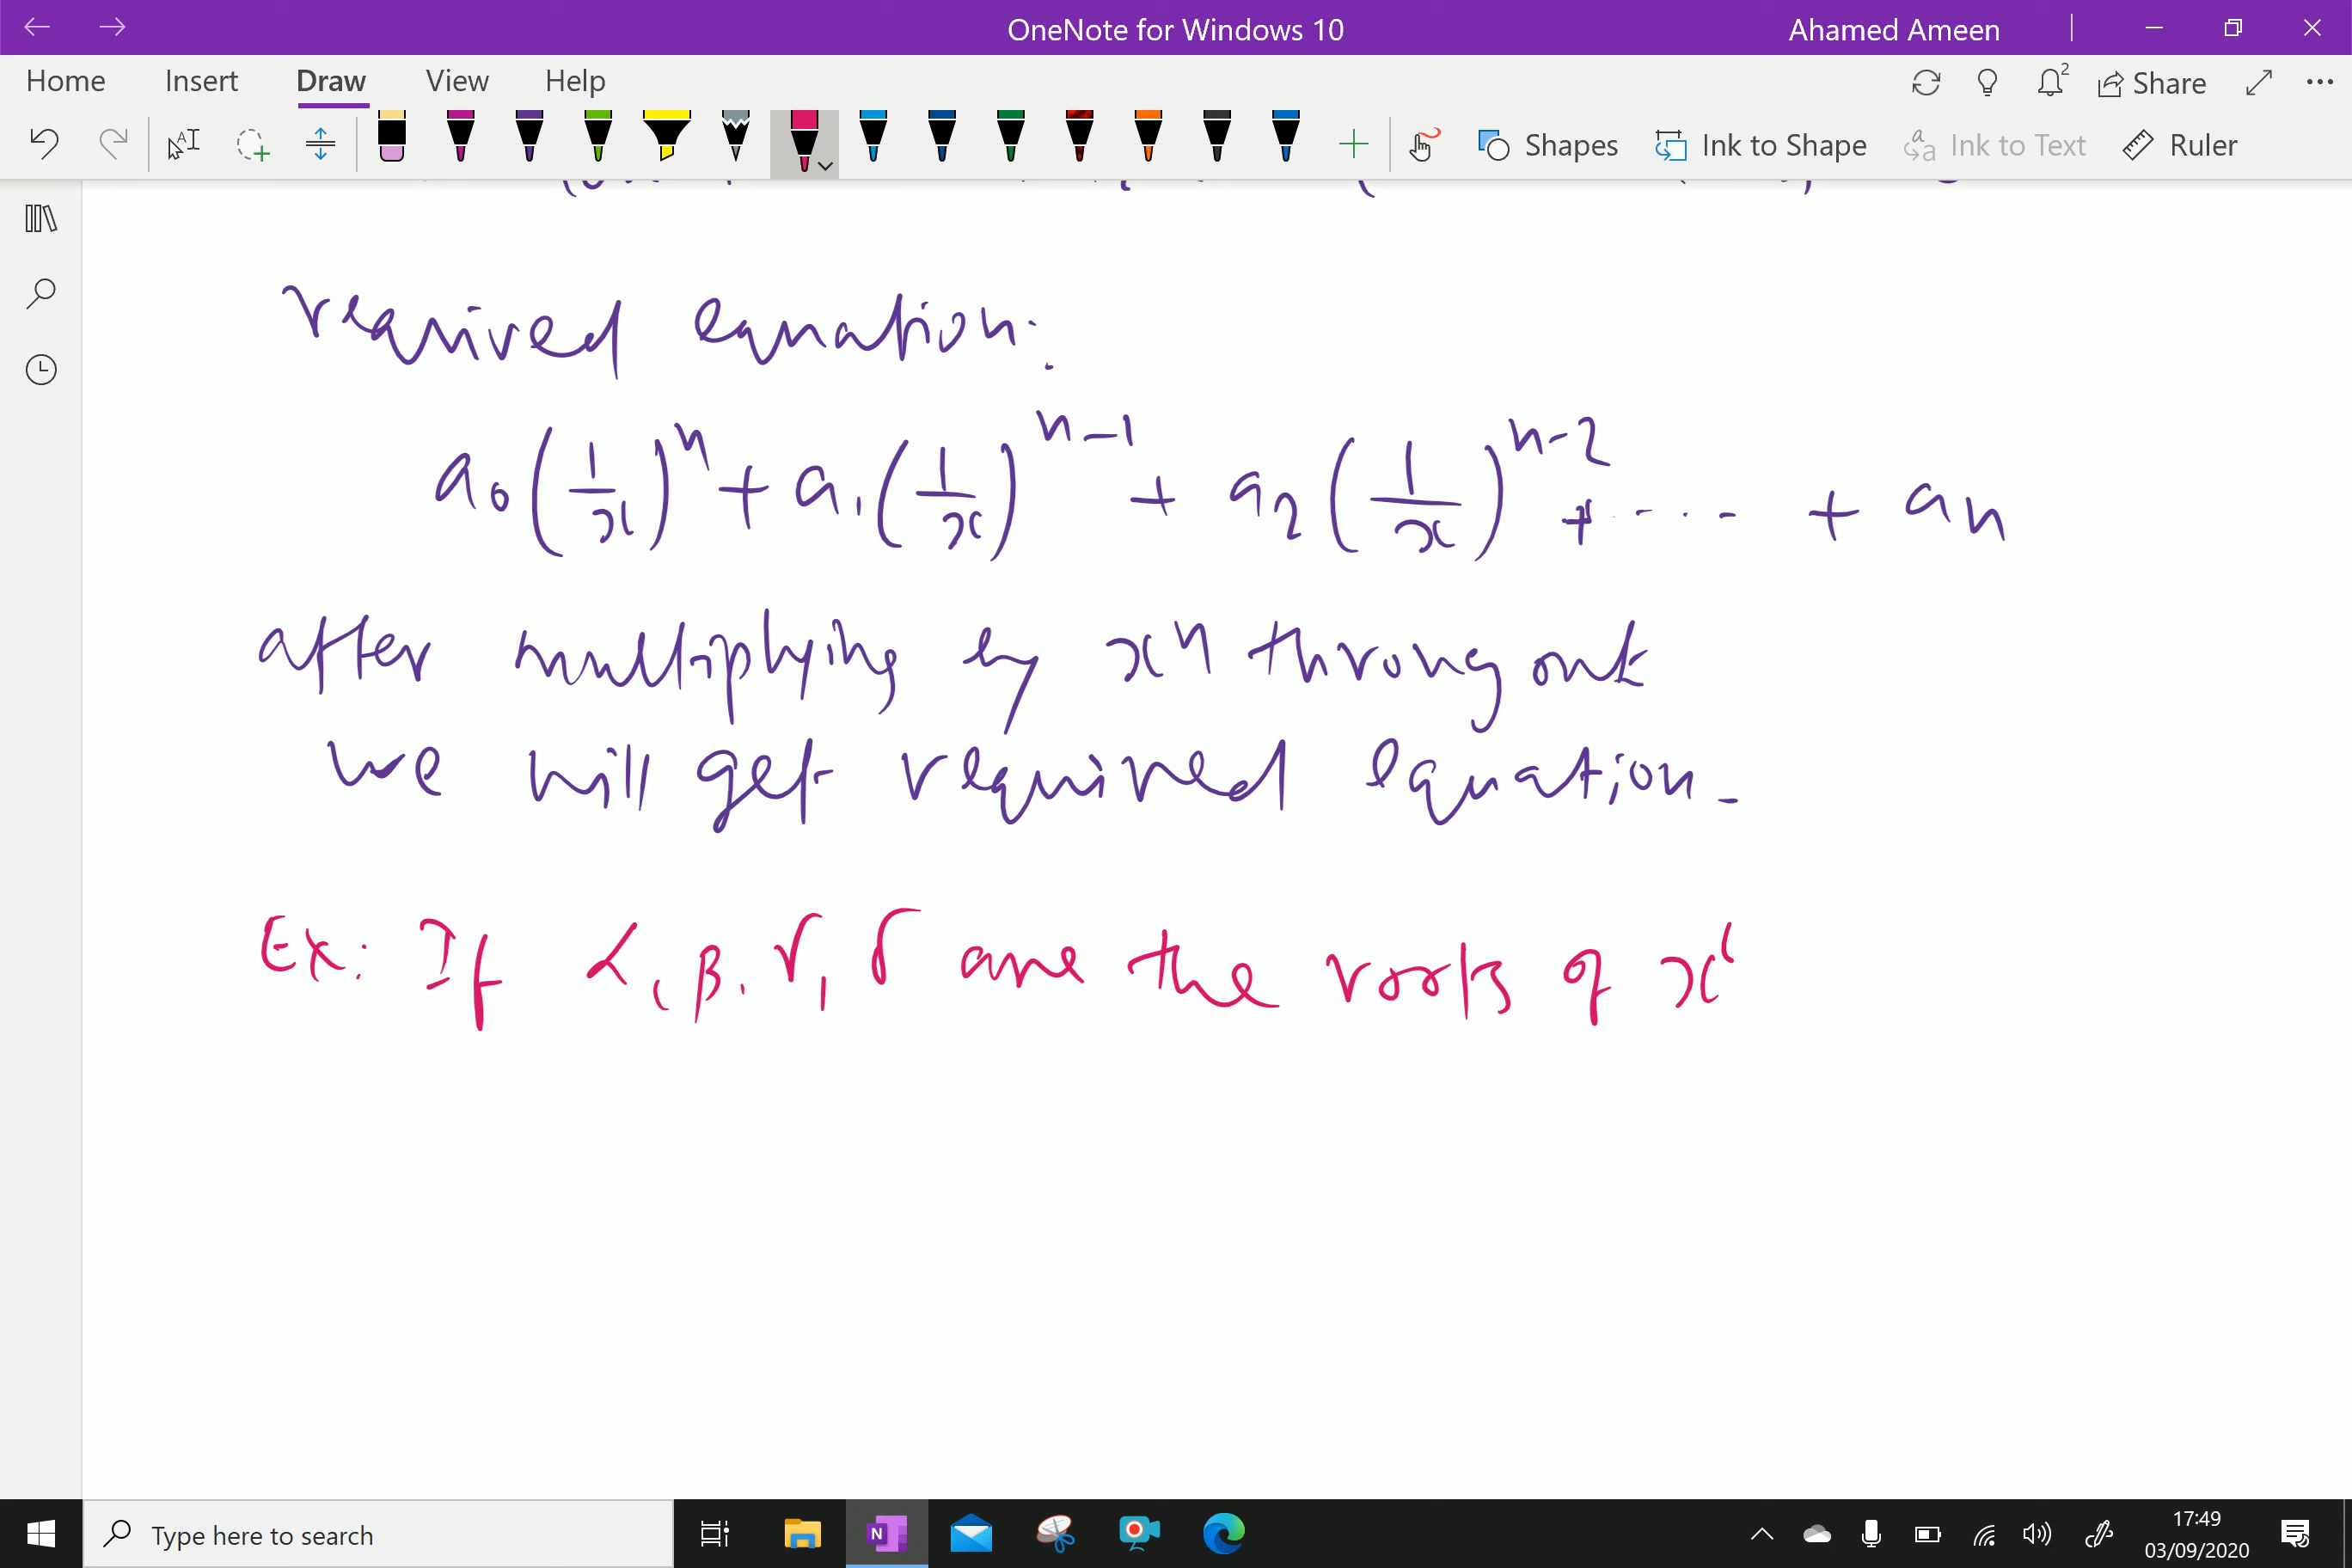 OneNote for Windows 10
Ahamed Ameen
Home Insert Draw View Help
2
Share
Shapes Ink to Shape Ink to Text Ruler
required equation:
a₀(1/x)ⁿ + a₁(1/x)ⁿ⁻¹ + a₂(1/x)ⁿ⁻² + ---- + aₙ
after multiplying by xⁿ throug out
we will get required equation-
Ex: If α, β, γ, δ are the roots of x
Type here to search
17:49
03/09/2020